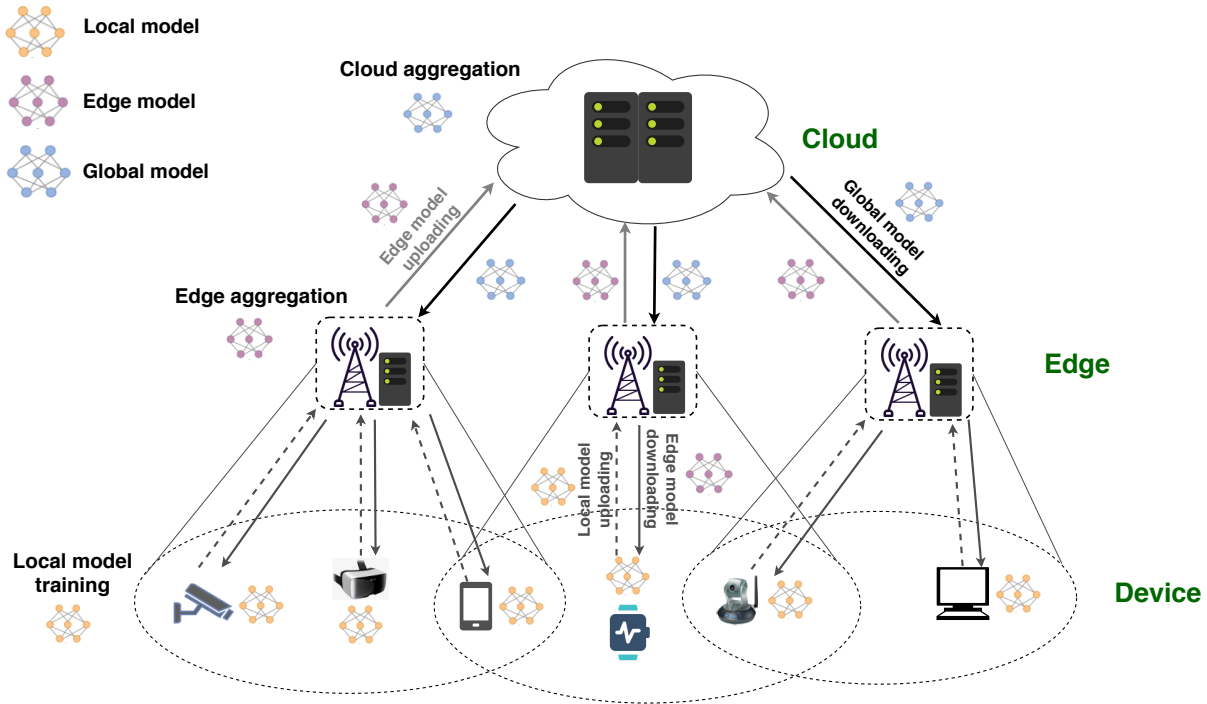 Local model
Edge model
Global model
Cloud aggregation
Cloud
Edge model
uploading
Global model
downloading
Edge aggregation
Edge
Local model
uploading
Edge model
downloading
Local model
training
Device